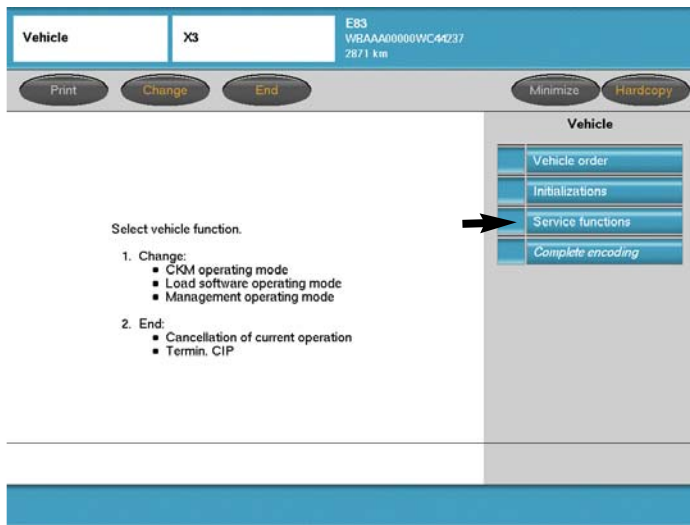 Vehicle
X3
E83
WBAAA00000WC44237
2871 km
Print
Change
End
Minimize
Hardcopy
Vehicle
Vehicle order
Initializations
Service functions
Complete encoding
Select vehicle function.
1. Change:
▪ CKM operating mode
▪ Load software operating mode
▪ Management operating mode
2. End:
▪ Cancellation of current operation
▪ Termin. CIP